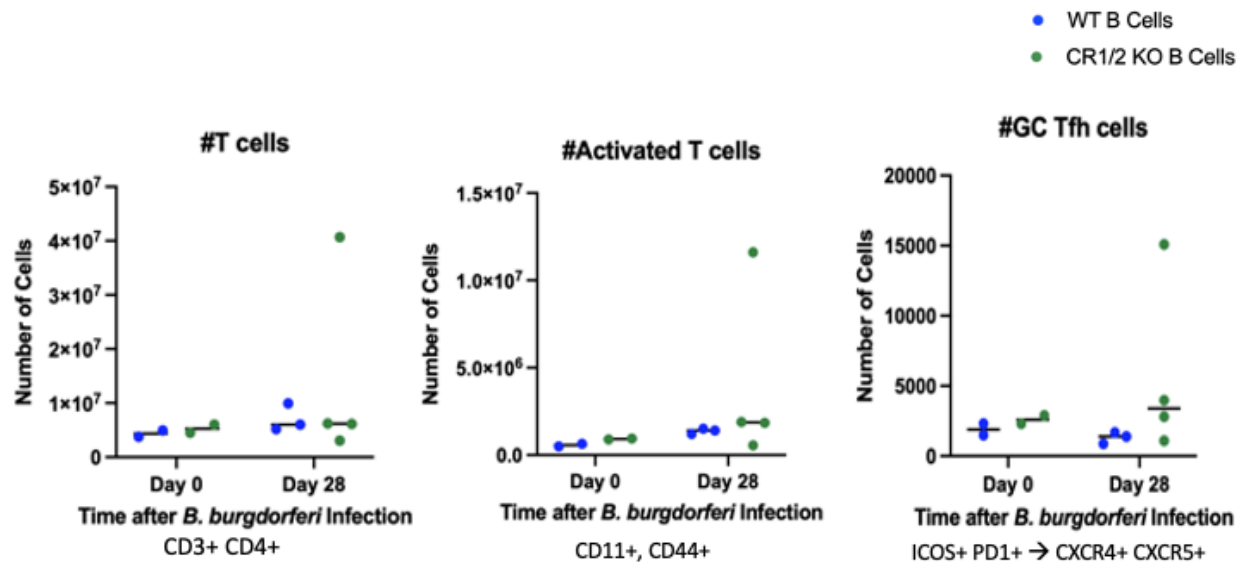 WT B Cells
CR1/2 KO B Cells
#T cells
Number of Cells
5×10⁷
4×10⁷
3×10⁷
2×10⁷
1×10⁷
0
Day 0 Day 28
Time after B. burgdorferi Infection
CD3+ CD4+
#Activated T cells
Number of Cells
1.5×10⁷
1.0×10⁷
5.0×10⁶
0.0
Day 0 Day 28
Time after B. burgdorferi Infection
CD11+, CD44+
#GC Tfh cells
Number of Cells
20000
15000
10000
5000
0
Day 0 Day 28
Time after B. burgdorferi Infection
ICOS+ PD1+ → CXCR4+ CXCR5+